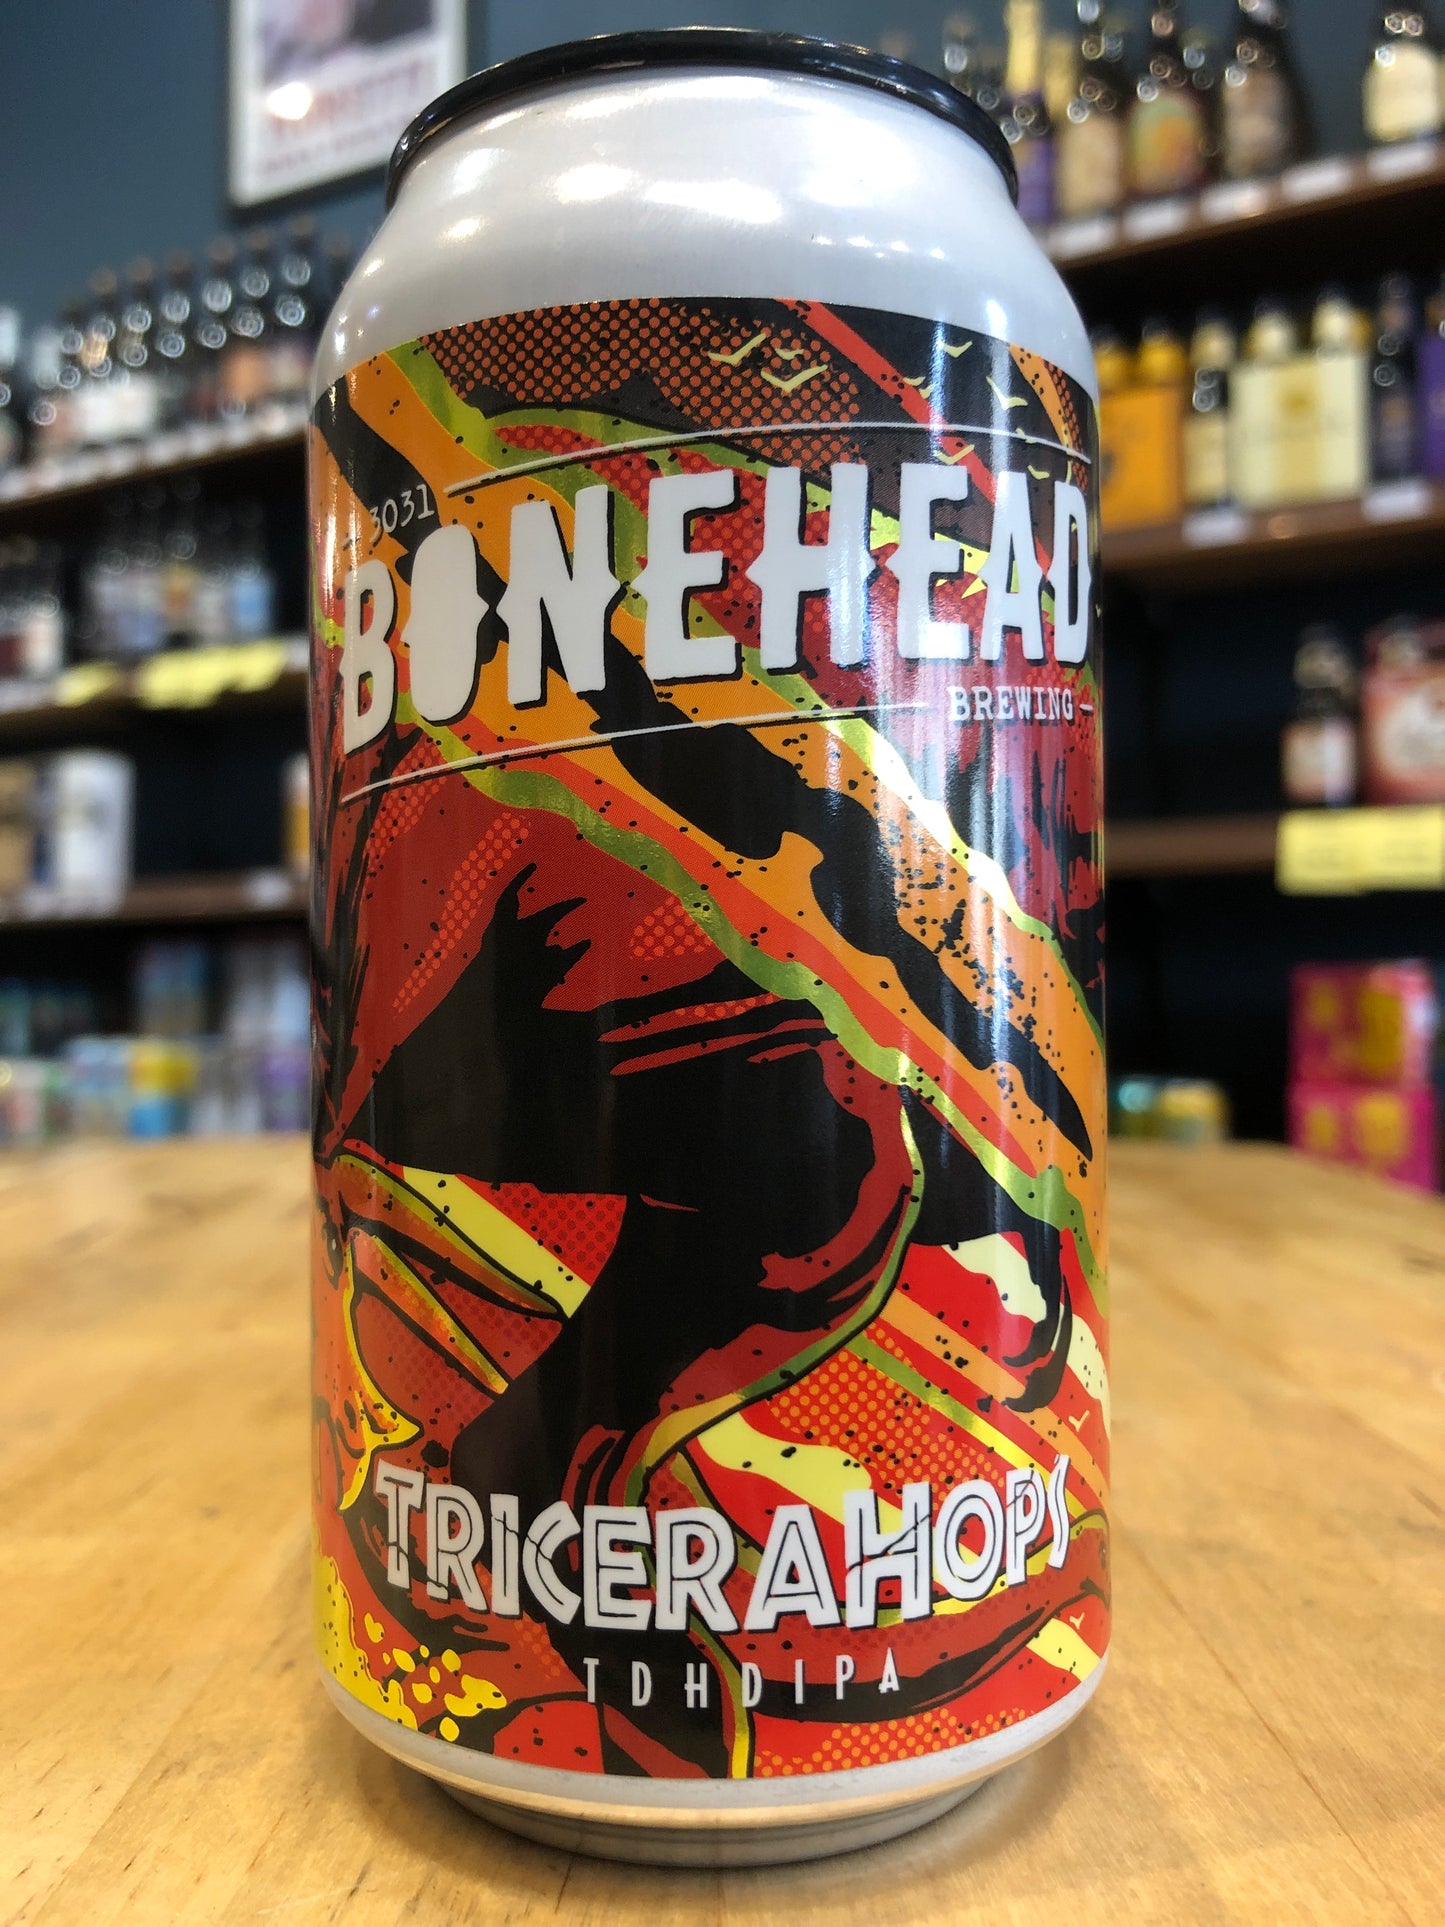 3031
BONEHEAD
BREWING
TRICERAHOPS
TDHDIPA